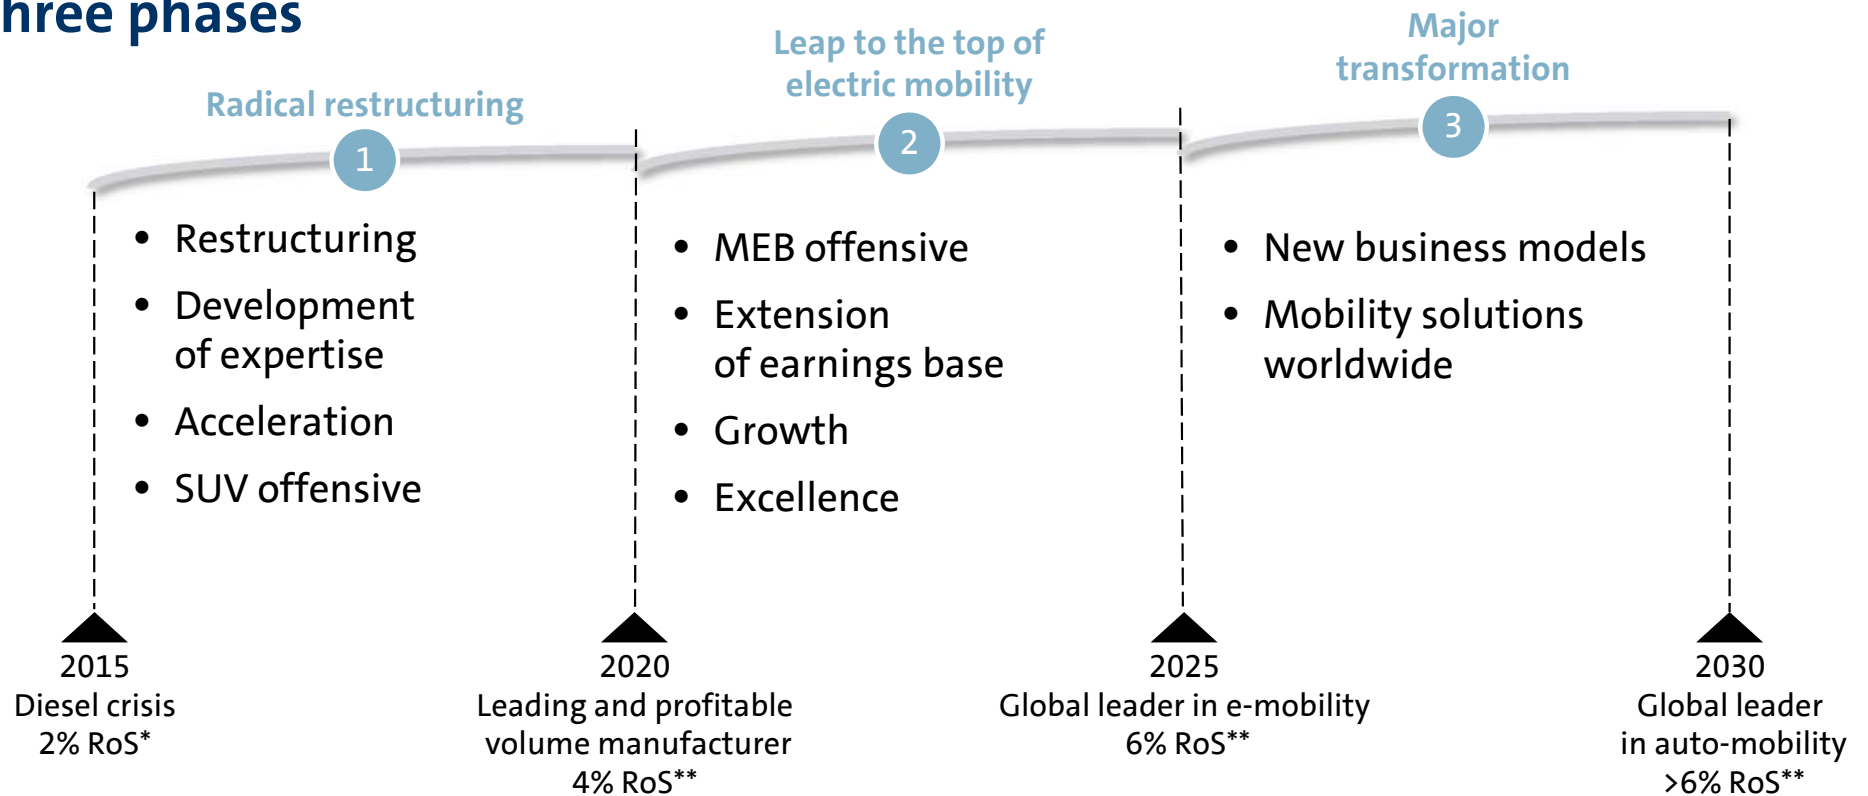 hree phases
Radical restructuring
1
• Restructuring
• Development
of expertise
• Acceleration
• SUV offensive
Leap to the top of
electric mobility
2
• MEB offensive
• Extension
of earnings base
• Growth
• Excellence
Major
transformation
3
• New business models
• Mobility solutions
worldwide
2015
Diesel crisis
2% RoS*
2020
Leading and profitable
volume manufacturer
4% RoS**
2025
Global leader in e-mobility
6% RoS**
2030
Global leader
in auto-mobility
>6% RoS**